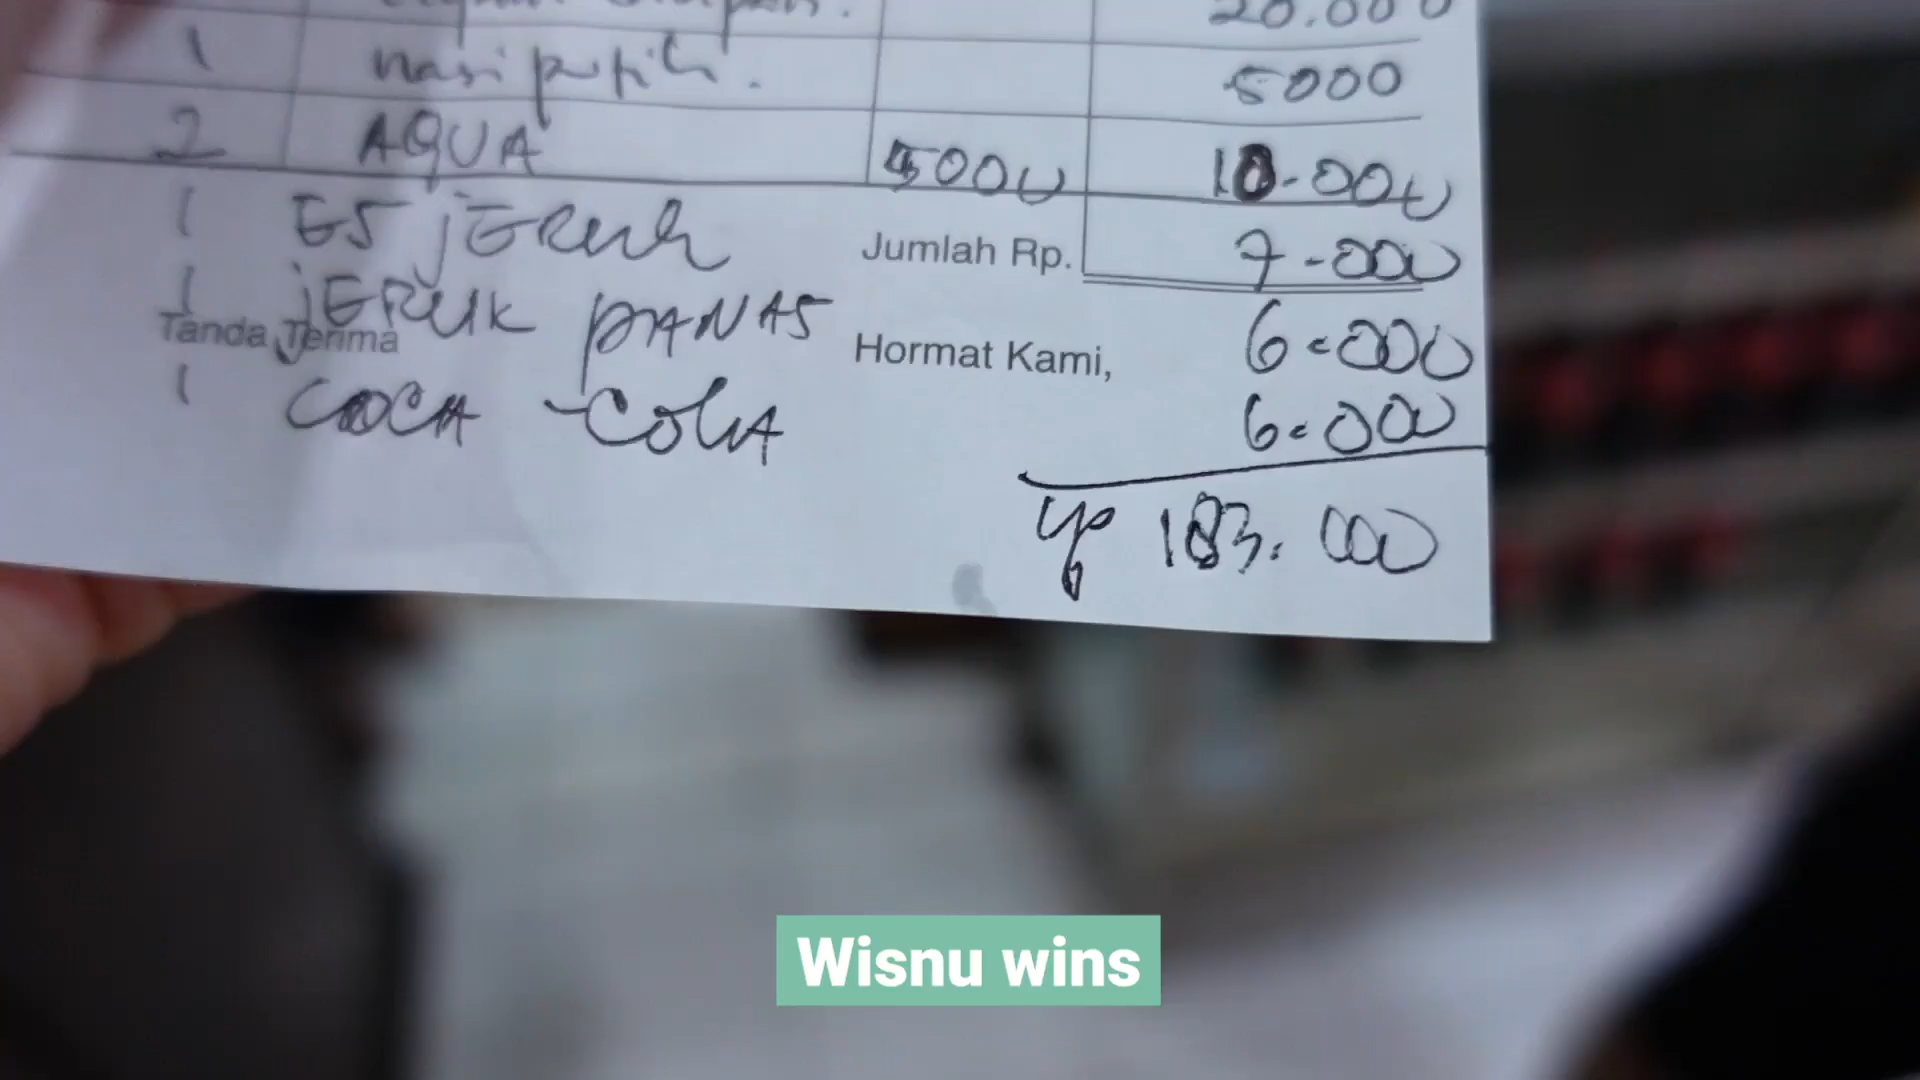 20.000
1 nasi putih. 5000
2 AQUA 5000 10.000
1 ES jERUK Jumlah Rp. 7.000
1 jERUK PANAS 6.000
Tanda Terima Hormat Kami,
1 COCA-COLA 6.000
Rp 183.000
Wisnu wins